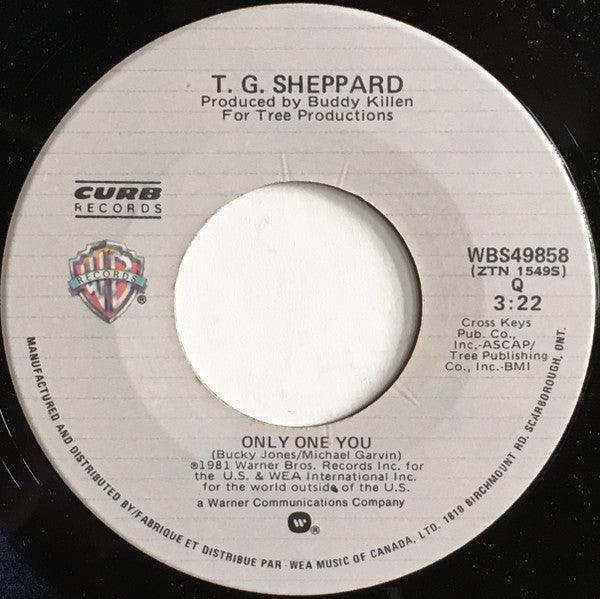 T. G. SHEPPARD
Produced by Buddy Killen
For Tree Productions
CURB
RECORDS
WB
RECORDS
®
WBS49858
(ZTN 1549S)
Q
3:22
Cross Keys
Pub. Co.,
Inc.-ASCAP/
Tree Publishing
Co., Inc.-BMI
ONLY ONE YOU
(Bucky Jones/Michael Garvin)
℗1981 Warner Bros. Records Inc. for
the U.S. & WEA International Inc.
for the world outside of the U.S.
a Warner Communications Company
W®
MANUFACTURED AND DISTRIBUTED BY/FABRIQUE ET DISTRIBUE PAR - WEA MUSIC OF CANADA, LTD. 1810 BIRCHMOUNT RD. SCARBOROUGH, ONT.